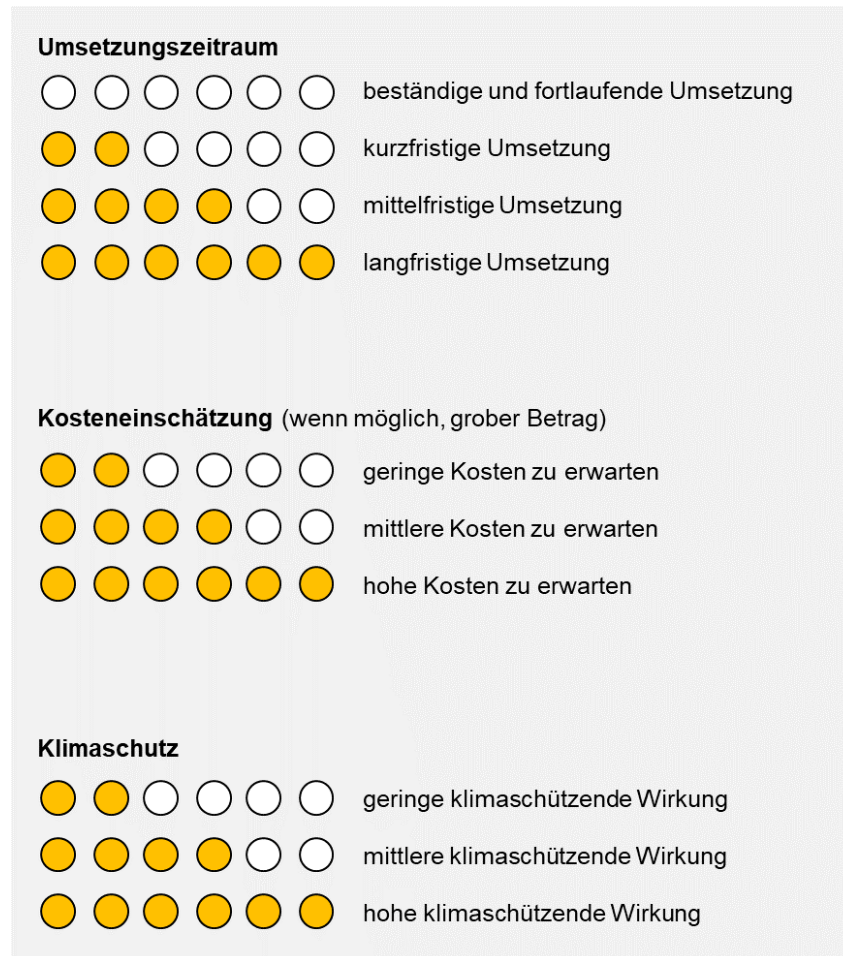 Umsetzungszeitraum
beständige und fortlaufende Umsetzung
kurzfristige Umsetzung
mittelfristige Umsetzung
langfristige Umsetzung
Kosteneinschätzung (wenn möglich, grober Betrag)
geringe Kosten zu erwarten
mittlere Kosten zu erwarten
hohe Kosten zu erwarten
Klimaschutz
geringe klimaschützende Wirkung
mittlere klimaschützende Wirkung
hohe klimaschützende Wirkung